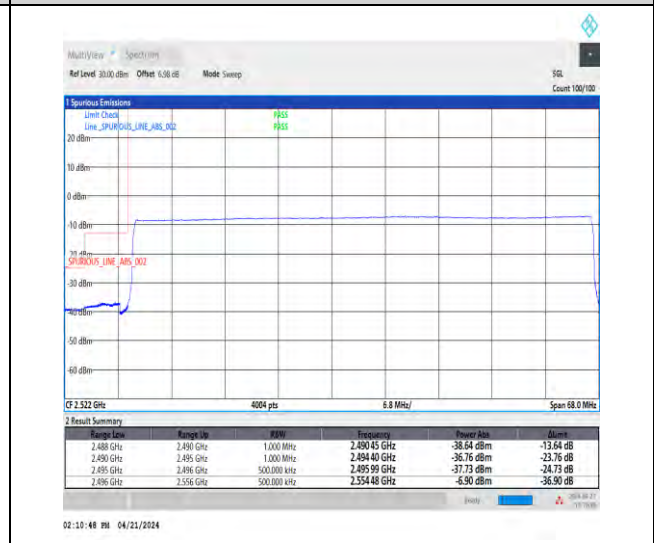 MultiView Spectrum
Ref Level 30.00 dBm Offset 6.98 dB Mode Sweep SGL
Count 100/100
1 Spurious Emissions
Limit Check PASS
Line _SPURIOUS_LINE_ABS_002 PASS
20 dBm
10 dBm
0 dBm
-10 dBm
-20 dBm
_SPURIOUS_LINE_ABS_002
-30 dBm
-40 dBm
-50 dBm
-60 dBm
CF 2.522 GHz 4004 pts 6.8 MHz/ Span 68.0 MHz
2 Result Summary
Range Low Range Up RBW Frequency Power Abs ΔLimit
2.488 GHz 2.490 GHz 1.000 MHz 2.490 45 GHz -38.64 dBm -13.64 dB
2.490 GHz 2.495 GHz 1.000 MHz 2.494 40 GHz -36.76 dBm -23.76 dB
2.495 GHz 2.496 GHz 500.000 kHz 2.495 99 GHz -37.73 dBm -24.73 dB
2.496 GHz 2.556 GHz 500.000 kHz 2.554 48 GHz -6.90 dBm -36.90 dB
02:10:48 PM 04/21/2024